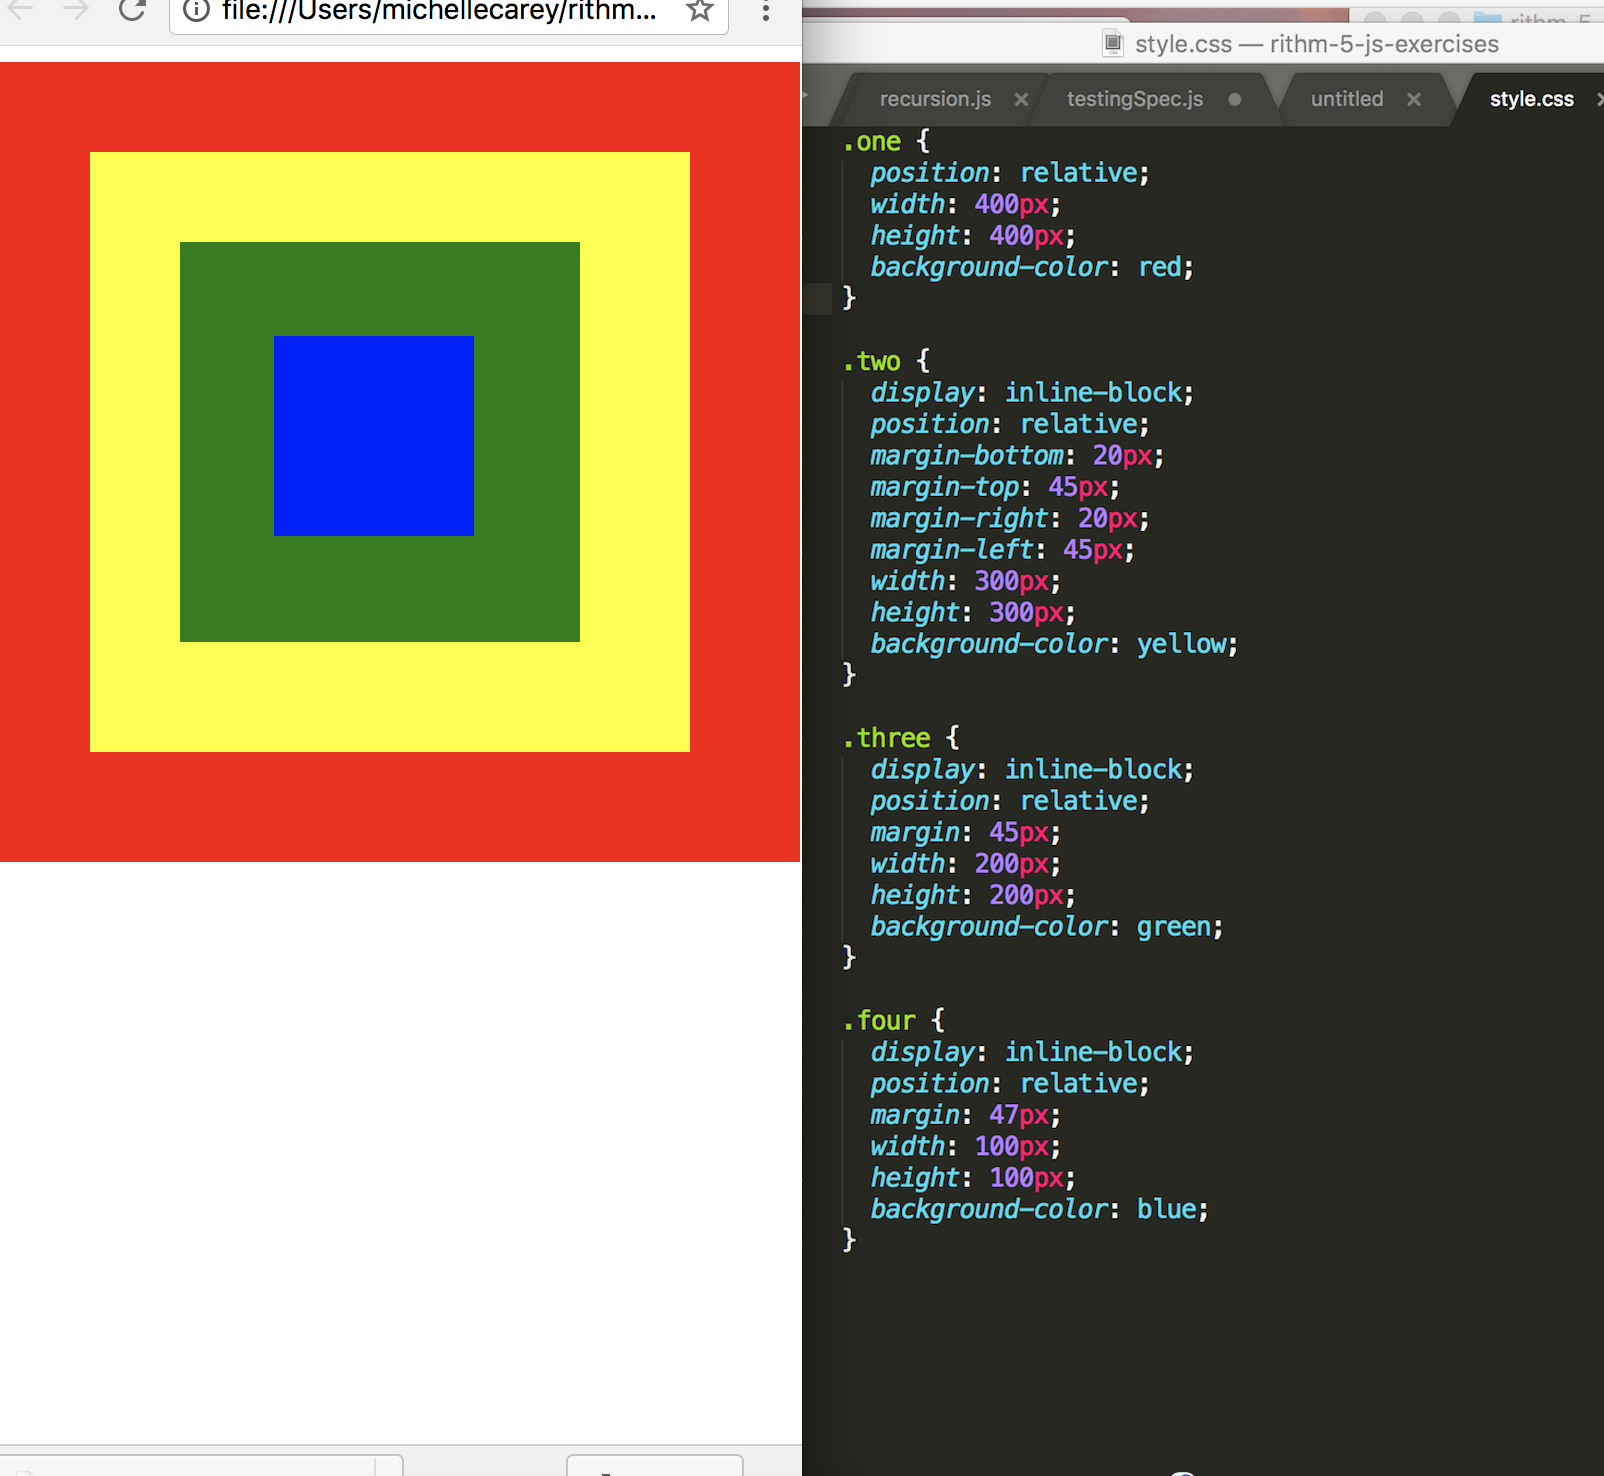 file:///Users/michellecarey/rithm...
rithm-5
style.css — rithm-5-js-exercises
recursion.js × testingSpec.js ● untitled × style.css ×
.one {
position: relative;
width: 400px;
height: 400px;
background-color: red;
}
.two {
display: inline-block;
position: relative;
margin-bottom: 20px;
margin-top: 45px;
margin-right: 20px;
margin-left: 45px;
width: 300px;
height: 300px;
background-color: yellow;
}
.three {
display: inline-block;
position: relative;
margin: 45px;
width: 200px;
height: 200px;
background-color: green;
}
.four {
display: inline-block;
position: relative;
margin: 47px;
width: 100px;
height: 100px;
background-color: blue;
}